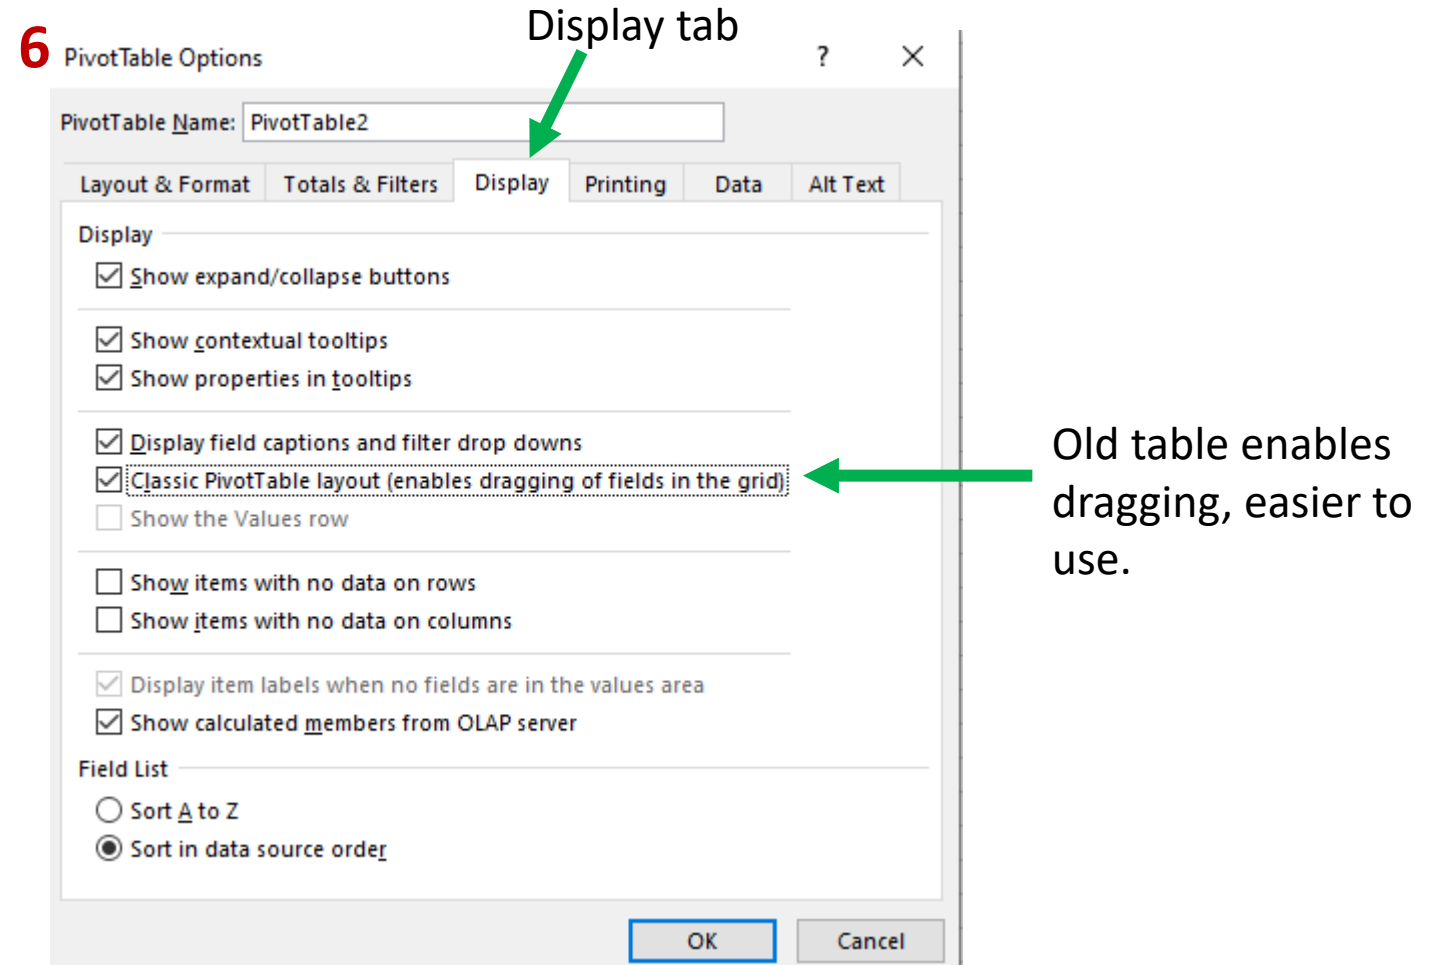 Display tab
6
PivotTable Options
?
PivotTable Name: PivotTable2
Layout & Format Totals & Filters Display Printing Data Alt Text
Display
Show expand/collapse buttons
Show contextual tooltips
Show properties in tooltips
Display field captions and filter drop downs
Classic PivotTable layout (enables dragging of fields in the grid)
Show the Values row
Show items with no data on rows
Show items with no data on columns
Display item labels when no fields are in the values area
Show calculated members from OLAP server
Field List
Sort A to Z
Sort in data source order
OK Cancel
Old table enables
dragging, easier to
use.